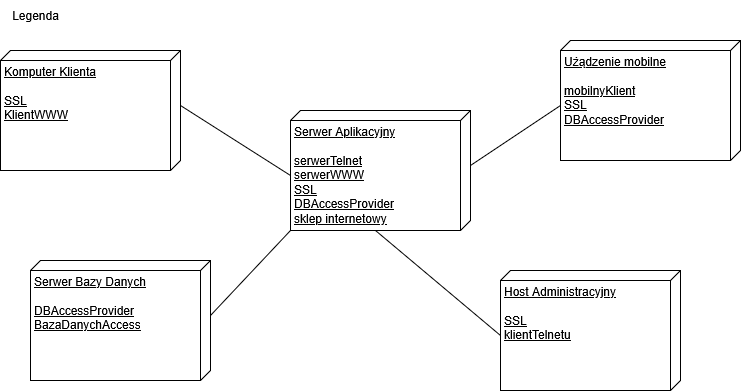 Legenda
Komputer Klienta
SSL
KlientWWW
Serwer Aplikacyjny
serwerTelnet
serwerWWW
SSL
DBAccessProvider
sklep internetowy
Użądzenie mobilne
mobilnyKlient
SSL
DBAccessProvider
Serwer Bazy Danych
DBAccessProvider
BazaDanychAccess
Host Administracyjny
SSL
klientTelnetu